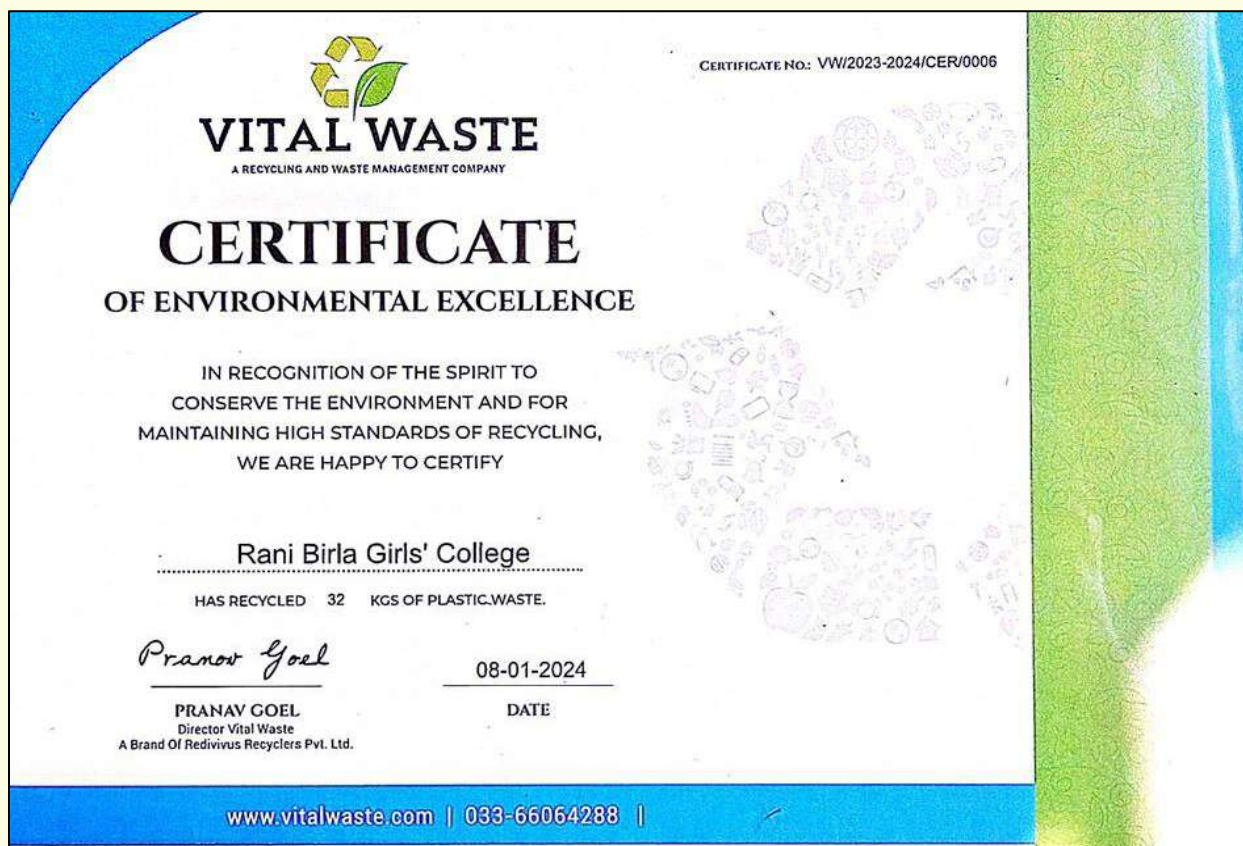 CERTIFICATE NO.: VW/2023-2024/CER/0006
VITAL WASTE
A RECYCLING AND WASTE MANAGEMENT COMPANY
CERTIFICATE
OF ENVIRONMENTAL EXCELLENCE
IN RECOGNITION OF THE SPIRIT TO
CONSERVE THE ENVIRONMENT AND FOR
MAINTAINING HIGH STANDARDS OF RECYCLING,
WE ARE HAPPY TO CERTIFY
Rani Birla Girls' College
HAS RECYCLED 32 KGS OF PLASTIC WASTE.
Pranav Goel
08-01-2024
PRANAV GOEL
DATE
Director Vital Waste
A Brand Of Redivivus Recyclers Pvt. Ltd.
www.vitalwaste.com | 033-66064288 |